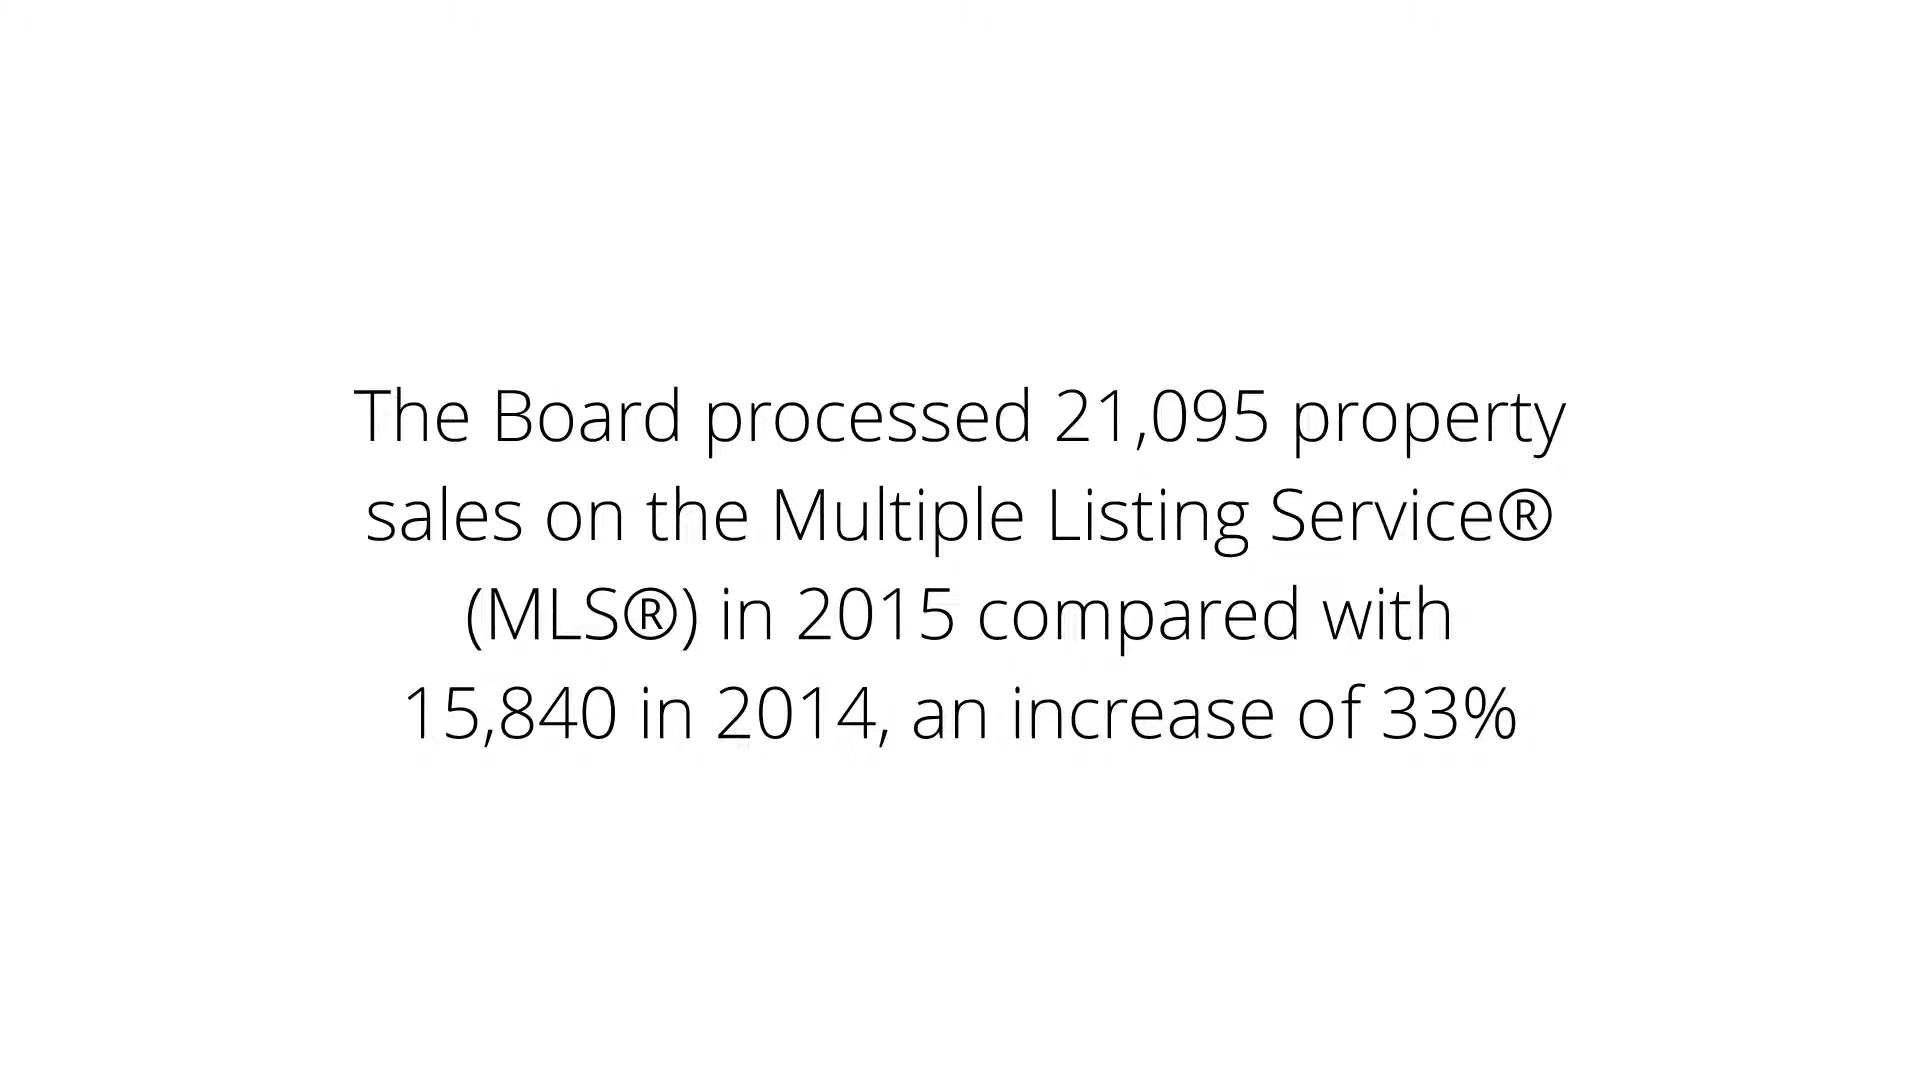 The Board processed 21,095 property
sales on the Multiple Listing Service®
(MLS®) in 2015 compared with
15,840 in 2014, an increase of 33%